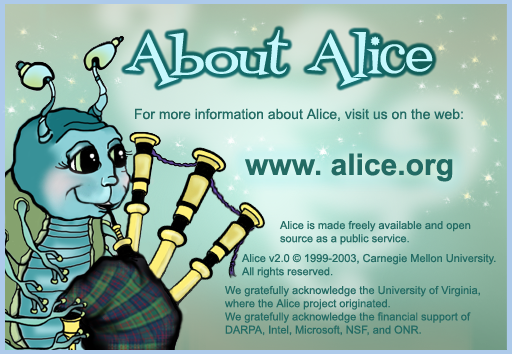 About Alice
For more information about Alice, visit us on the web:
www. alice.org
Alice is made freely available and open
source as a public service.
Alice v2.0 © 1999-2003, Carnegie Mellon University.
All rights reserved.
We gratefully acknowledge the University of Virginia,
where the Alice project originated.
We gratefully acknowledge the financial support of
DARPA, Intel, Microsoft, NSF, and ONR.